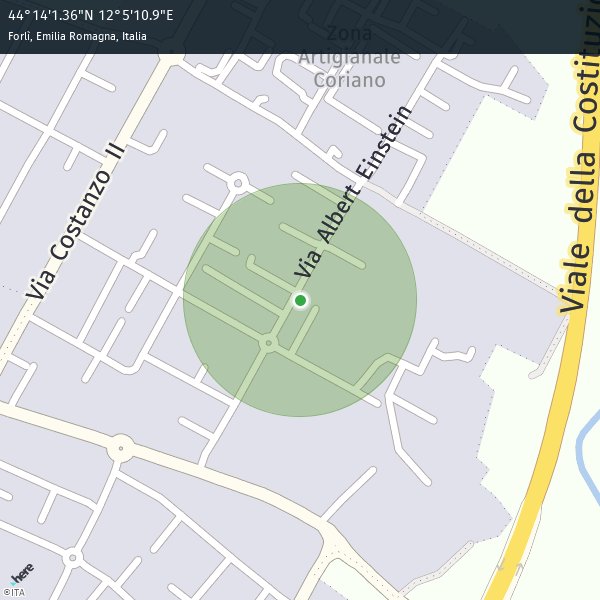 44°14'1.36"N 12°5'10.9"E
Forlì, Emilia Romagna, Italia
Zona
Artigianale
Coriano
Via Albert Einstein
Via Costanzo II
Viale della Costituzio
here
©ITA